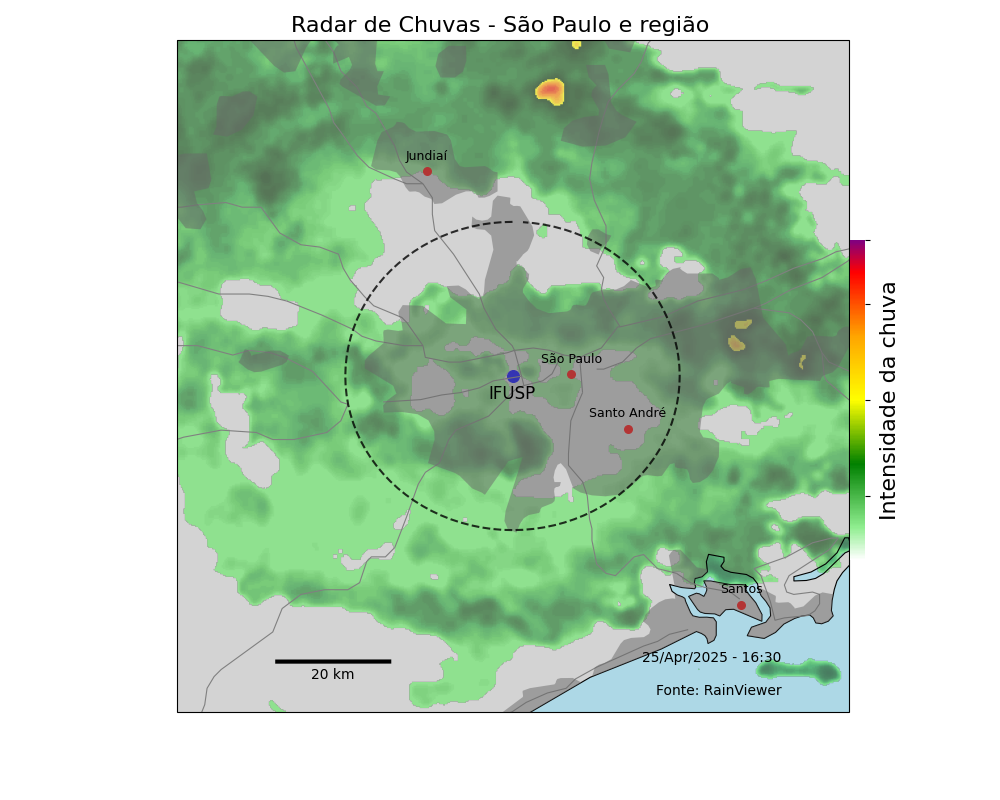 Radar de Chuvas - São Paulo e região
Jundiaí
São Paulo
IFUSP
Santo André
Santos
25/Apr/2025 - 16:30
20 km
Fonte: RainViewer
Intensidade da chuva